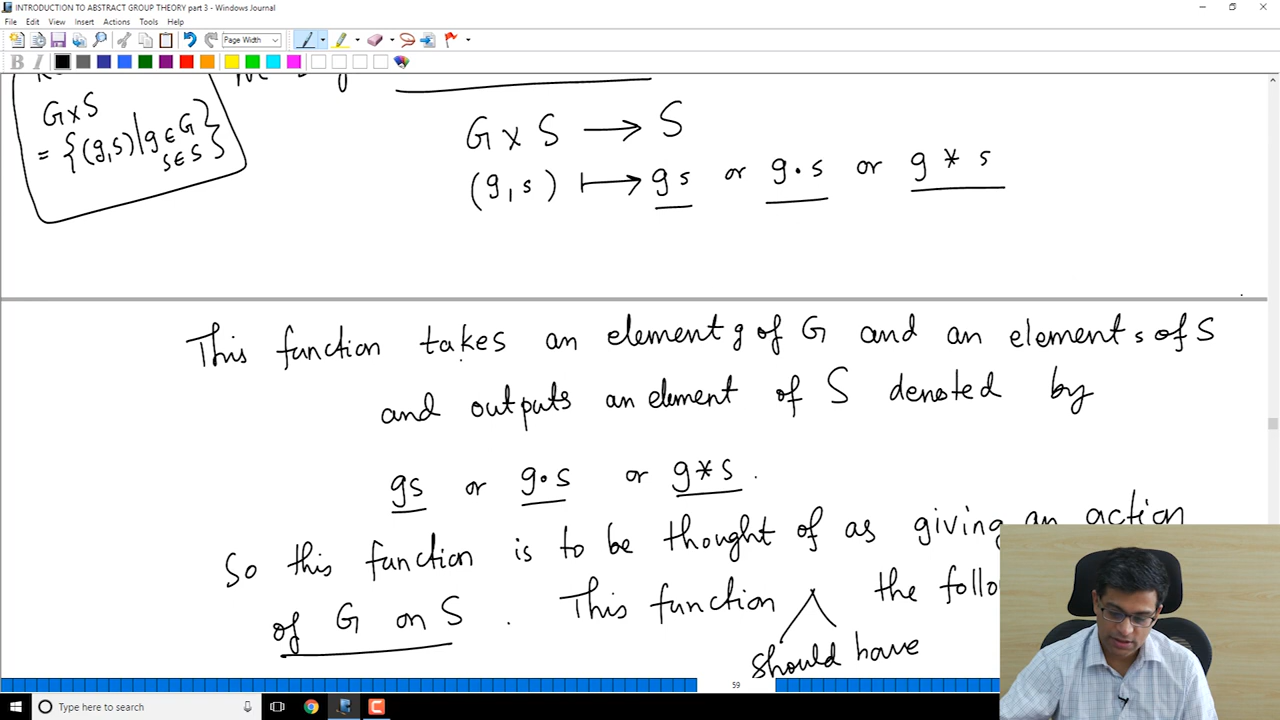 INTRODUCTION TO ABSTRACT GROUP THEORY part 3 - Windows Journal
File Edit View Insert Actions Tools Help
Page Width
B I
G×S
= {(g,s) | g∈G
s∈S}
G × S ⟶ S
(g,s) ⟼ gs or g·s or g * s
This function takes an element g of G and an element s of S
and outputs an element of S denoted by
gs or g·s or g*s.
So this function is to be thought of as giving an action
of G on S. This function ∧ the follo
should have
59
Type here to search